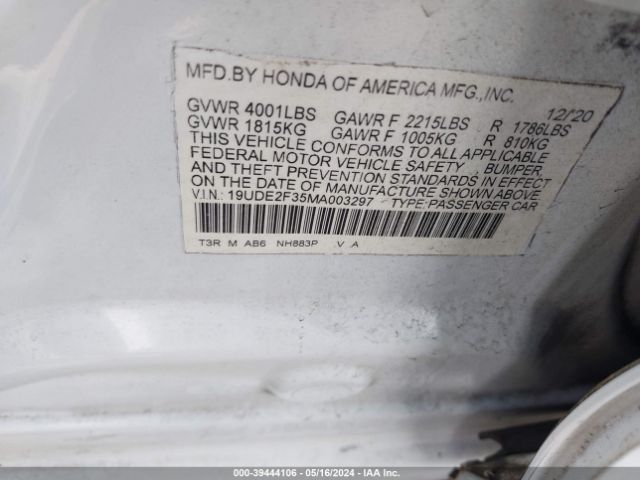 MFD.BY HONDA OF AMERICA MFG.,INC.
12/20
GVWR 4001LBS GAWR F 2215LBS R 1786LBS
GVWR 1815KG GAWR F 1005KG R 810KG
THIS VEHICLE CONFORMS TO ALL APPLICABLE
FEDERAL MOTOR VEHICLE SAFETY, BUMPER,
AND THEFT PREVENTION STANDARDS IN EFFECT
ON THE DATE OF MANUFACTURE SHOWN ABOVE.
V.I.N.: 19UDE2F35MA003297 TYPE:PASSENGER CAR
T3R M AB6 NH883P V A
000-39444106 - 05/16/2024 - IAA Inc.